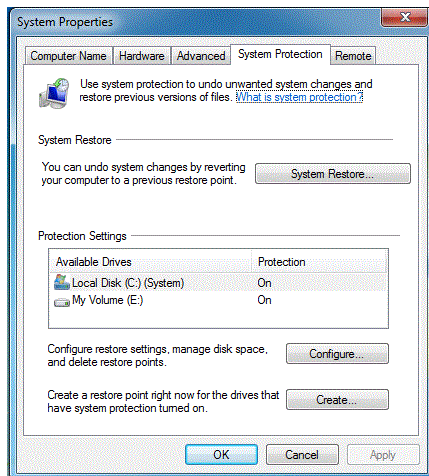 System Properties
Computer Name Hardware Advanced System Protection Remote
Use system protection to undo unwanted system changes and
restore previous versions of files. What is system protection?
System Restore
You can undo system changes by reverting
your computer to a previous restore point.
System Restore...
Protection Settings
Available Drives Protection
Local Disk (C:) (System) On
My Volume (E:) On
Configure restore settings, manage disk space,
and delete restore points.
Configure...
Create a restore point right now for the drives that
have system protection turned on.
Create...
OK Cancel Apply